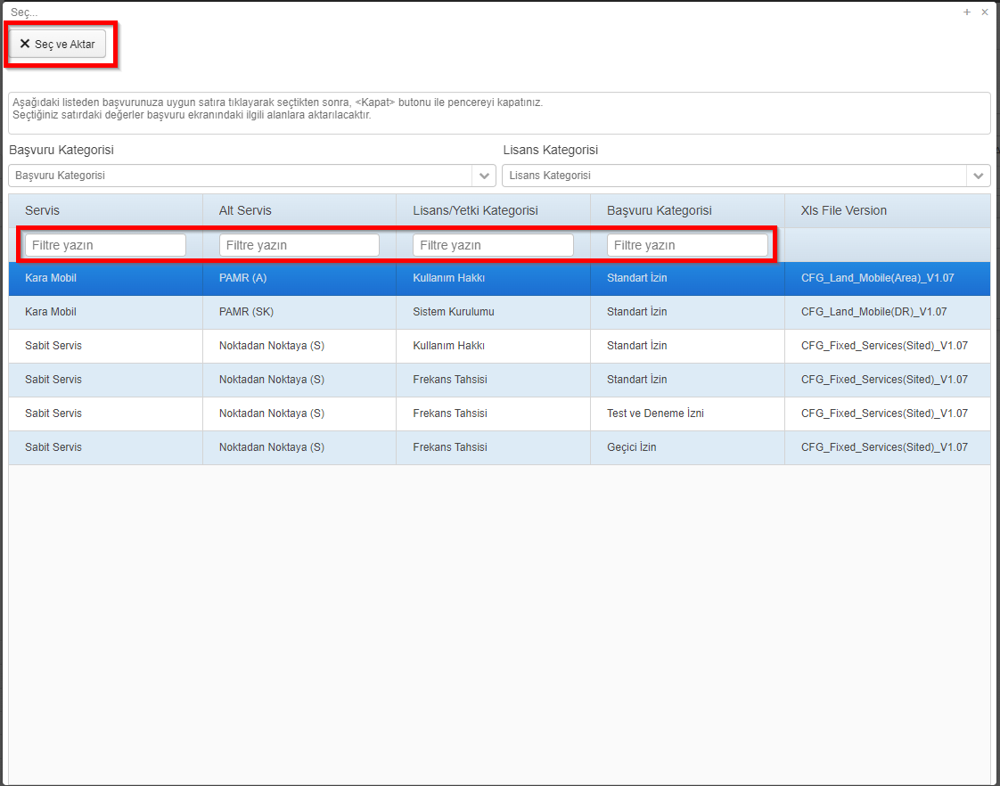 Seç...
Seç ve Aktar
Aşağıdaki listeden başvurunuza uygun satıra tıklayarak seçtikten sonra, <Kapat> butonu ile pencereyi kapatınız.
Seçtiğiniz satırdaki değerler başvuru ekranındaki ilgili alanlara aktarılacaktır.
Başvuru Kategorisi Lisans Kategorisi
Başvuru Kategorisi Lisans Kategorisi
Servis Alt Servis Lisans/Yetki Kategorisi Başvuru Kategorisi Xls File Version
Filtre yazın Filtre yazın Filtre yazın Filtre yazın
Kara Mobil PAMR (A) Kullanım Hakkı Standart İzin CFG_Land_Mobile(Area)_V1.07
Kara Mobil PAMR (SK) Sistem Kurulumu Standart İzin CFG_Land_Mobile(DR)_V1.07
Sabit Servis Noktadan Noktaya (S) Kullanım Hakkı Standart İzin CFG_Fixed_Services(Sited)_V1.07
Sabit Servis Noktadan Noktaya (S) Frekans Tahsisi Standart İzin CFG_Fixed_Services(Sited)_V1.07
Sabit Servis Noktadan Noktaya (S) Frekans Tahsisi Test ve Deneme İzni CFG_Fixed_Services(Sited)_V1.07
Sabit Servis Noktadan Noktaya (S) Frekans Tahsisi Geçici İzin CFG_Fixed_Services(Sited)_V1.07